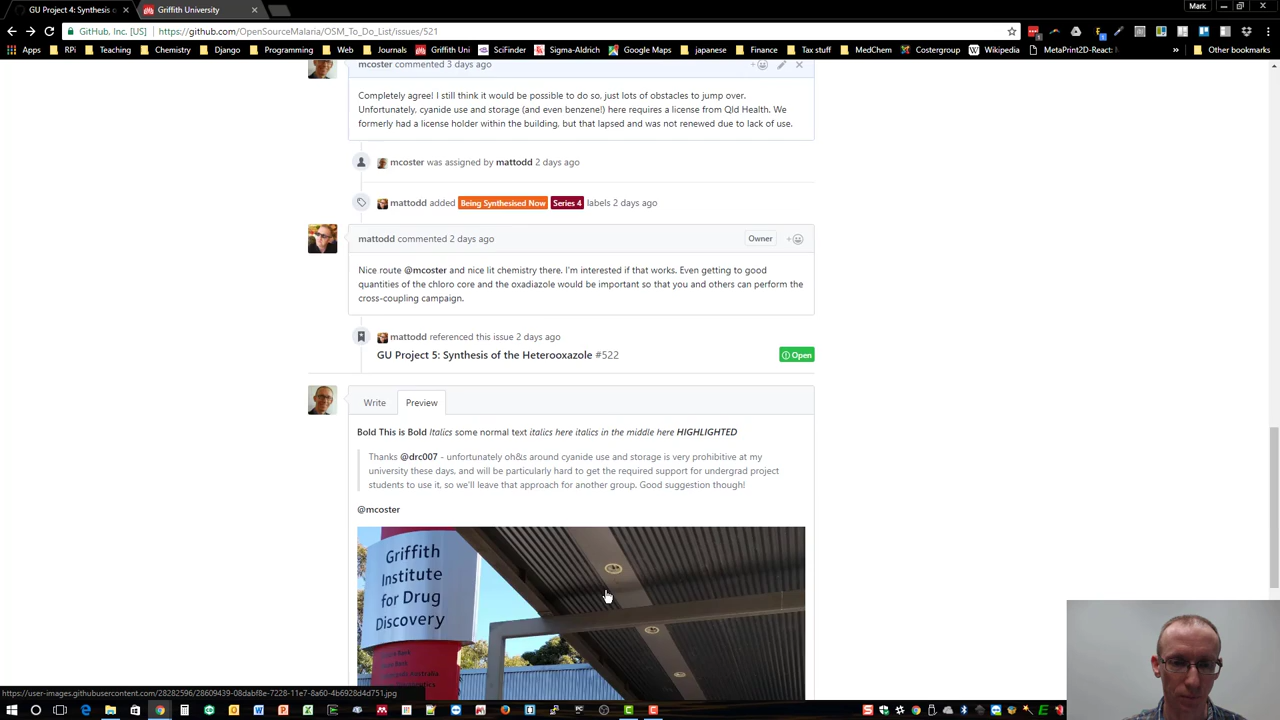 GU Project 4: Synthesis o
Griffith University
Mark
GitHub, Inc. [US]
https://github.com/OpenSourceMalaria/OSM_To_Do_List/issues/521
Apps RPi Teaching Chemistry Django Programming Web Journals Griffith Uni SciFinder Sigma-Aldrich Google Maps japanese Finance Tax stuff MedChem Costergroup Wikipedia MetaPrint2D-React: Other bookmarks
mcoster commented 3 days ago
Completely agree! I still think it would be possible to do so, just lots of obstacles to jump over.
Unfortunately, cyanide use and storage (and even benzene!) here requires a license from Qld Health. We
formerly had a license holder within the building, but that lapsed and was not renewed due to lack of use.
mcoster was assigned by mattodd 2 days ago
mattodd added Being Synthesised Now Series 4 labels 2 days ago
mattodd commented 2 days ago
Owner
Nice route @mcoster and nice lit chemistry there. I'm interested if that works. Even getting to good
quantities of the chloro core and the oxadiazole would be important so that you and others can perform the
cross-coupling campaign.
mattodd referenced this issue 2 days ago
GU Project 5: Synthesis of the Heterooxazole #522
Open
Write Preview
Bold This is Bold Italics some normal text italics here italics in the middle here HIGHLIGHTED
Thanks @drc007 - unfortunately oh&s around cyanide use and storage is very prohibitive at my
university these days, and will be particularly hard to get the required support for undergrad project
students to use it, so we'll leave that approach for another group. Good suggestion though!
@mcoster
Griffith
Institute
for Drug
Discovery
https://user-images.githubusercontent.com/28282596/28609439-08dabf8e-7228-11e7-8a60-4b6928d4d751.jpg